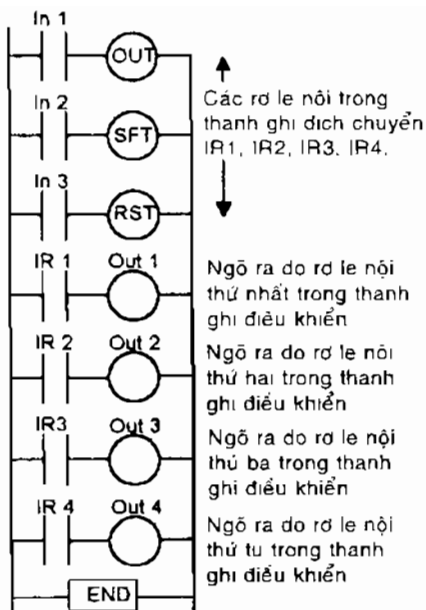 In 1
OUT
In 2
SFT
Các rơ le nôi trong
thanh ghi dich chuyển
IR1, IR2, IR3. IR4.
In 3
RST
IR 1 Out 1
Ngõ ra do rơ le nội
thứ nhất trong thanh
ghi điều khiển
IR 2 Out 2
Ngõ ra do rơ le nôi
thứ hai trong thanh
ghi điều khiển
IR3 Out 3
Ngõ ra do rơ le nội
thứ ba trong thanh
ghi điều khiển
IR 4 Out 4
Ngõ ra do rơ le nội
thứ tu trong thanh
ghi điều khiển
END